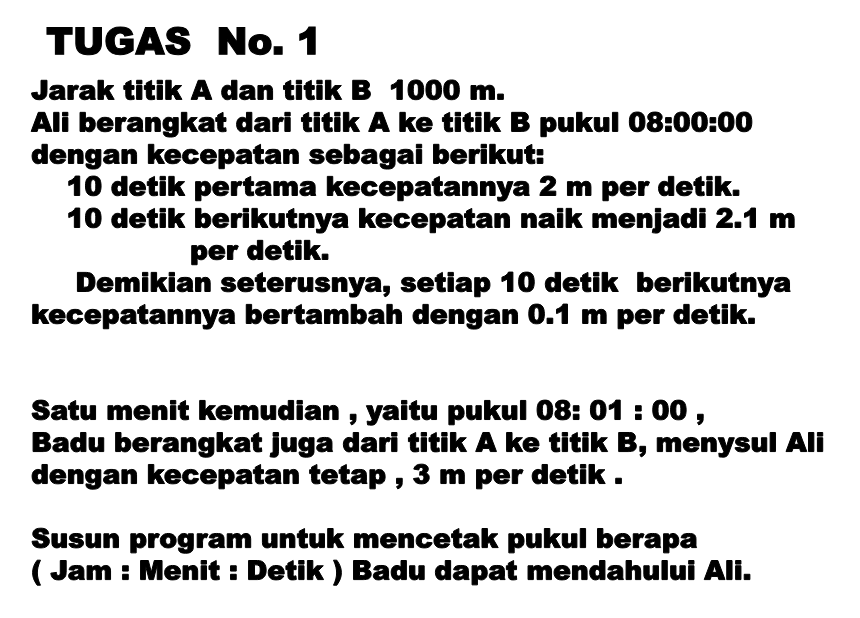 TUGAS No. 1
Jarak titik A dan titik B 1000 m.
Ali berangkat dari titik A ke titik B pukul 08:00:00
dengan kecepatan sebagai berikut:
10 detik pertama kecepatannya 2 m per detik.
10 detik berikutnya kecepatan naik menjadi 2.1 m
per detik.
Demikian seterusnya, setiap 10 detik berikutnya
kecepatannya bertambah dengan 0.1 m per detik.
Satu menit kemudian , yaitu pukul 08: 01 : 00 ,
Badu berangkat juga dari titik A ke titik B, menysul Ali
dengan kecepatan tetap , 3 m per detik .
Susun program untuk mencetak pukul berapa
( Jam : Menit : Detik ) Badu dapat mendahului Ali.